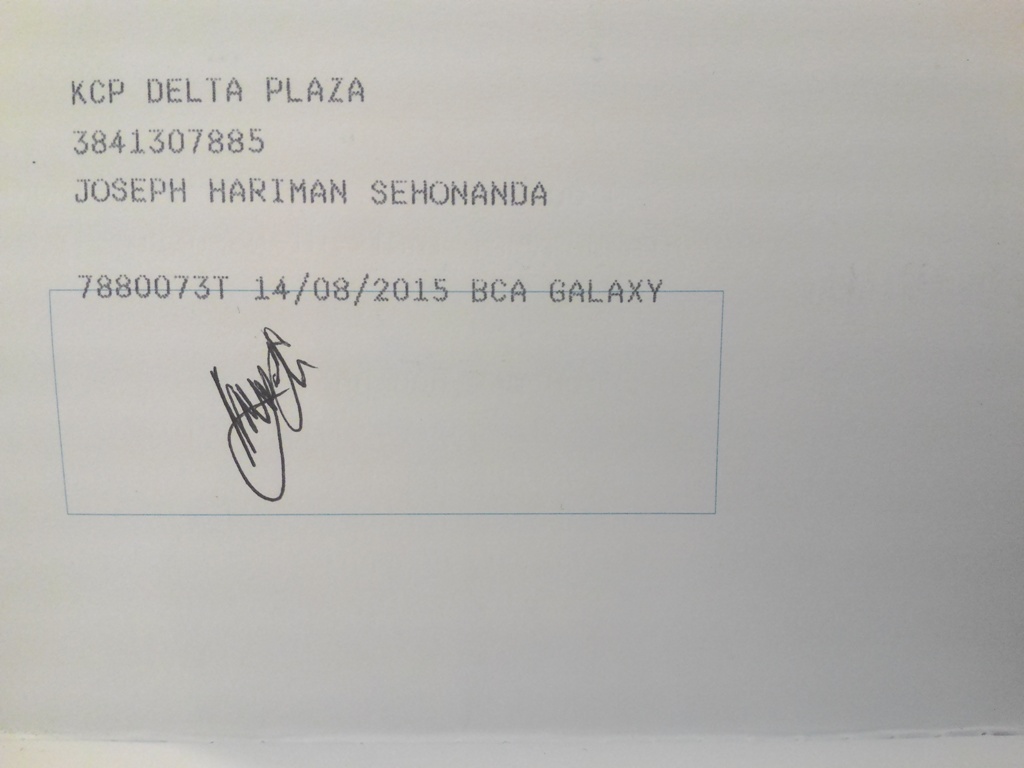 KCP DELTA PLAZA
3841307885
JOSEPH HARIMAN SEHONANDA
7880073T 14/08/2015 BCA GALAXY